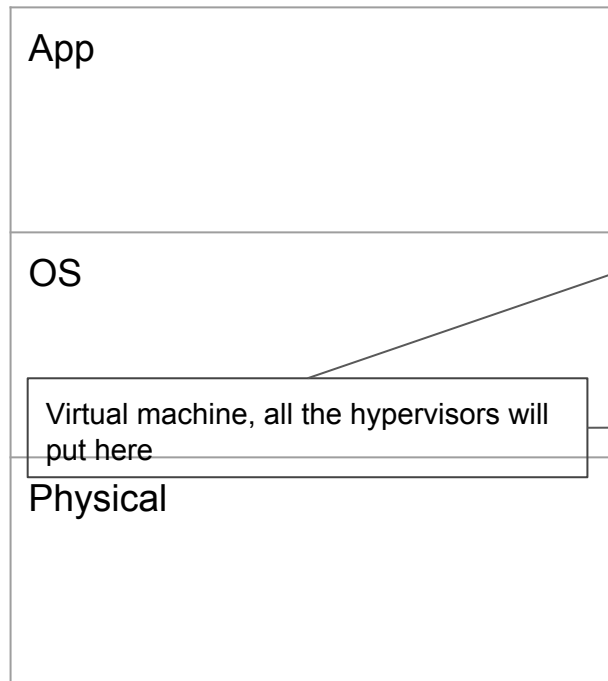 App
OS
Virtual machine, all the hypervisors will
put here
Physical